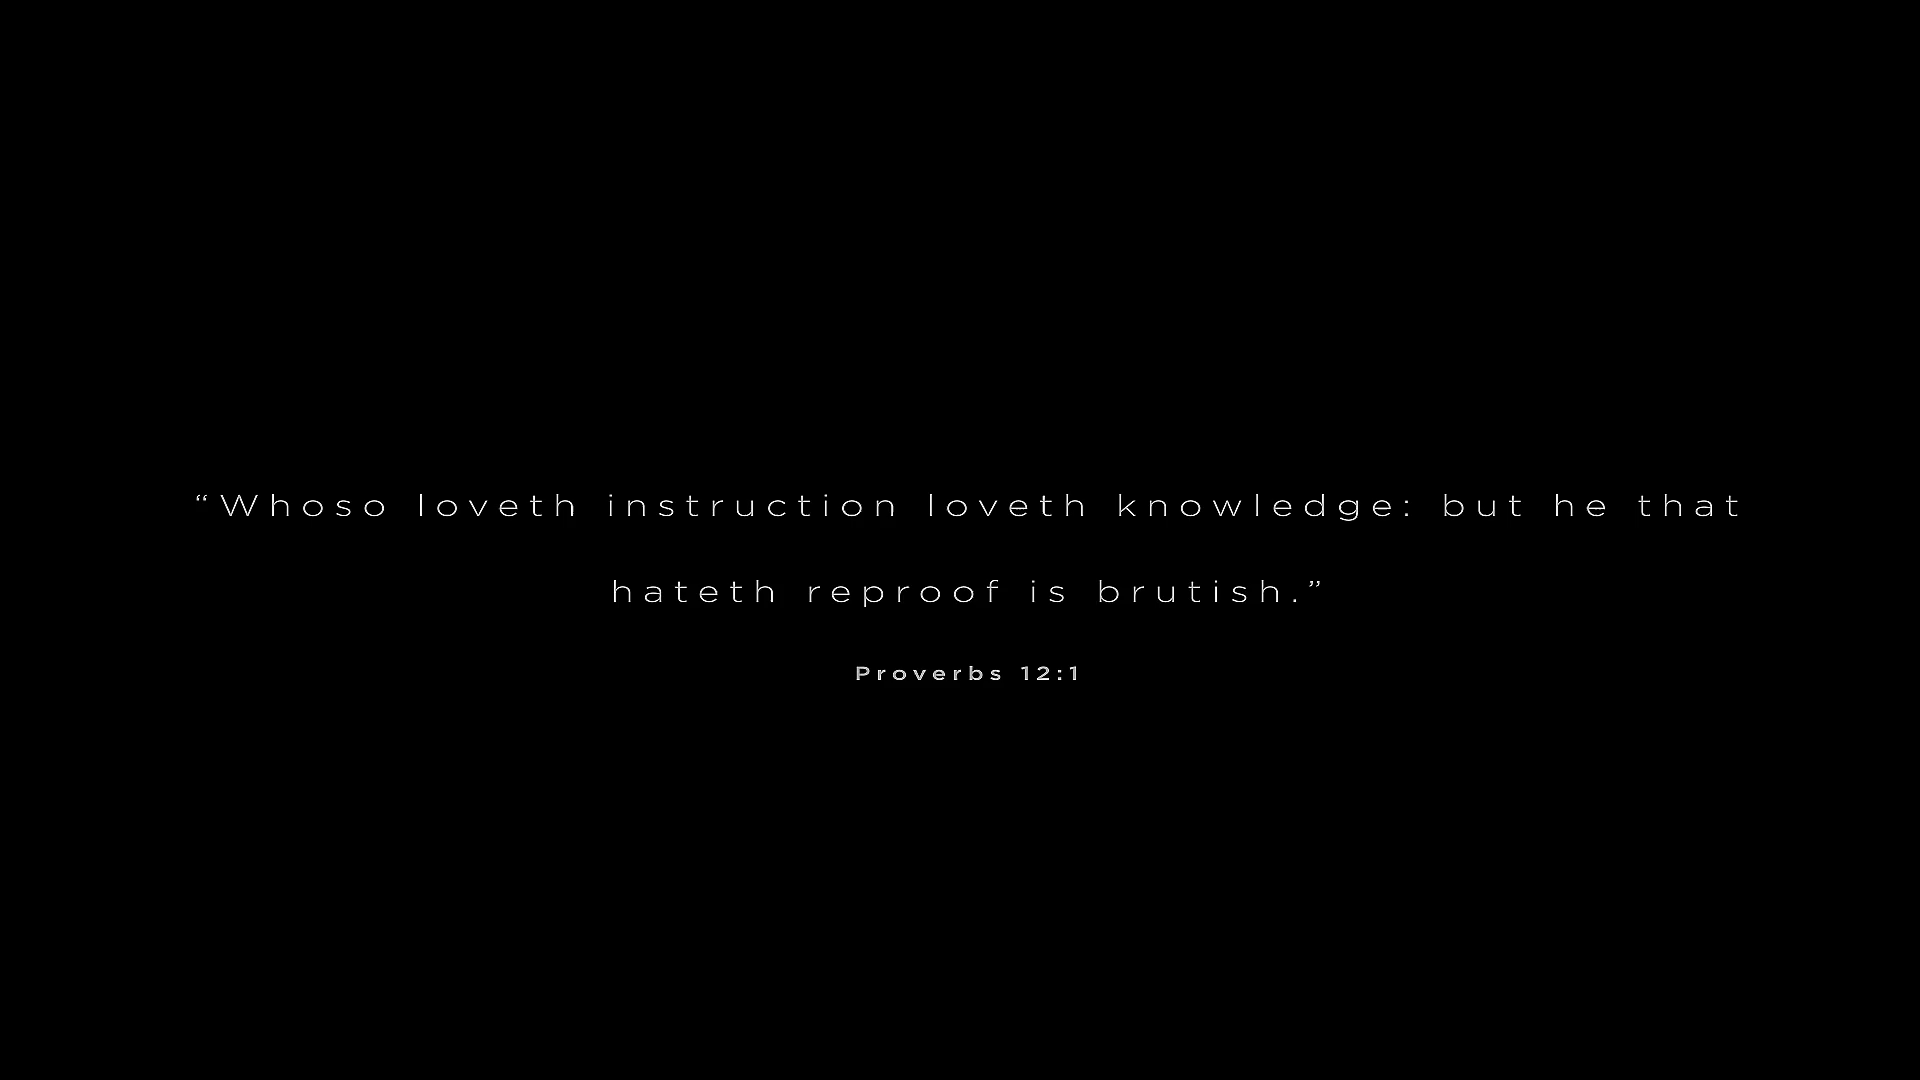 “Whoso loveth instruction loveth knowledge: but he that
hateth reproof is brutish.”
Proverbs 12:1